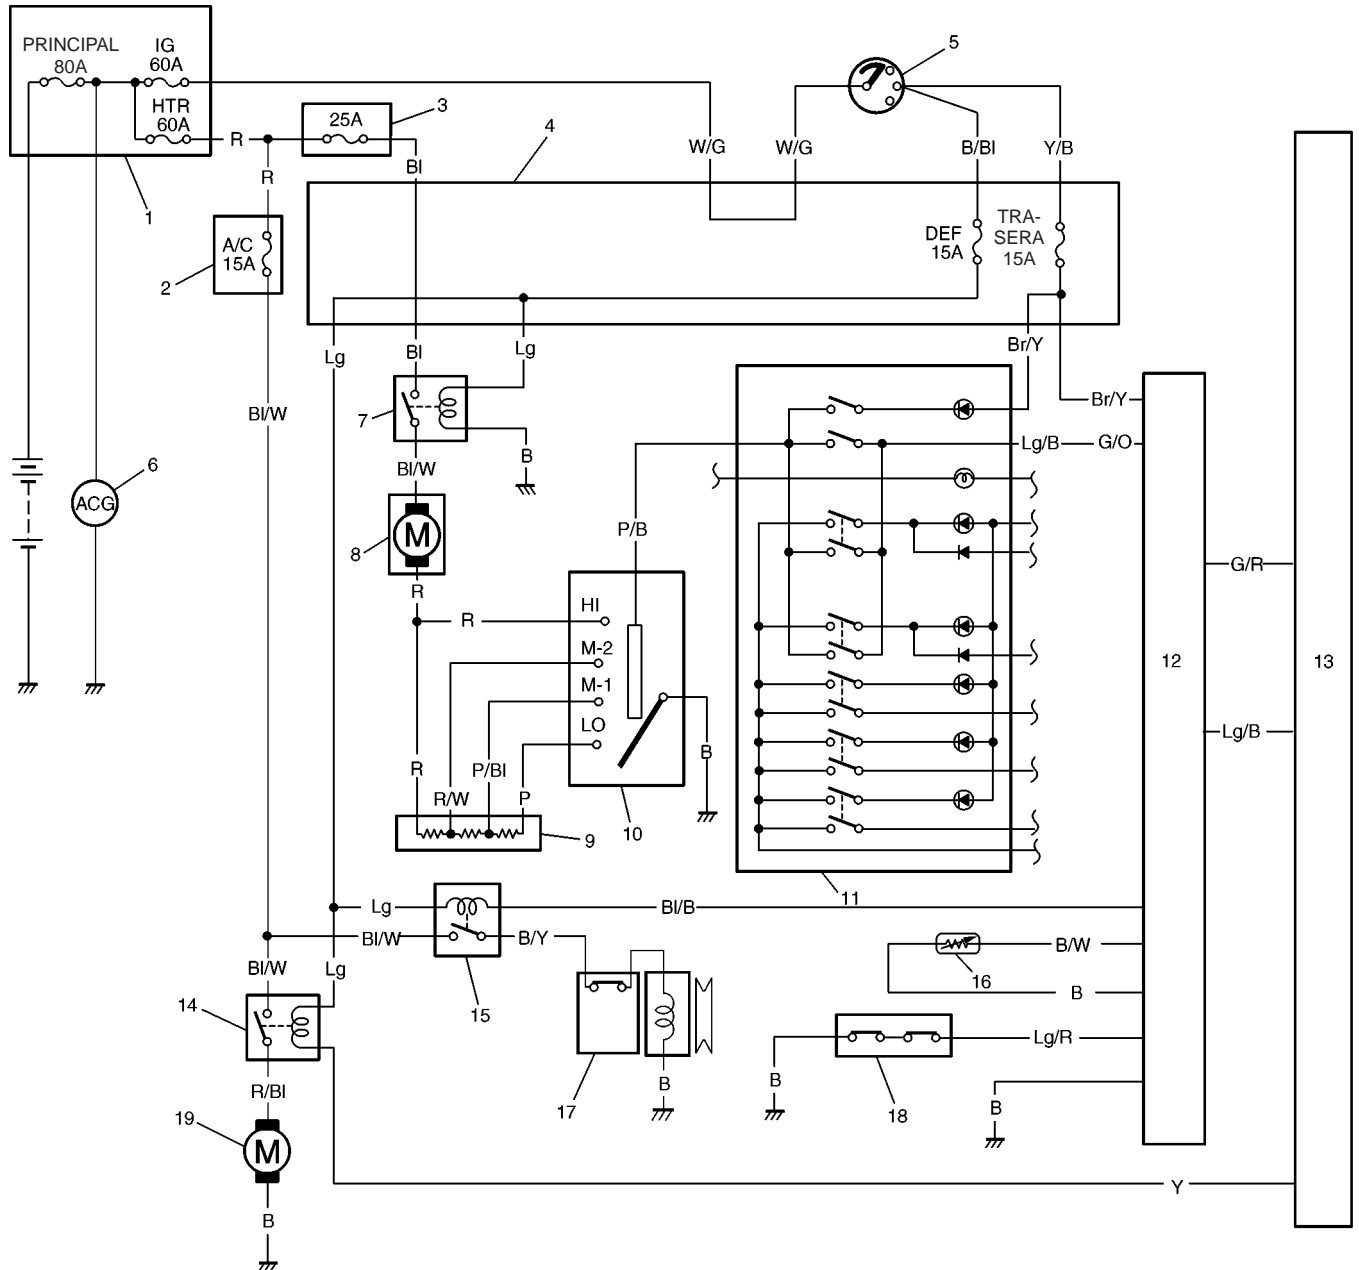 PRINCIPAL
80A
IG
60A
HTR
60A
R
25A
3
5
4
W/G
W/G
B/Bl
Y/B
R
Bl
1
A/C
15A
2
DEF
15A
TRA-
SERA
15A
Lg
Bl
Lg
Br/Y
7
Bl/W
B
Br/Y
Lg/B
G/O
6
ACG
Bl/W
M
8
P/B
R
R
HI
M-2
M-1
LO
G/R
12
13
Lg/B
R
R/W
P/Bl
P
B
9
10
11
Lg
Bl/B
Bl/W
B/Y
B/W
16
Bl/W
Lg
14
15
B
Lg/R
R/Bl
B
17
B
18
B
19
M
Y
B